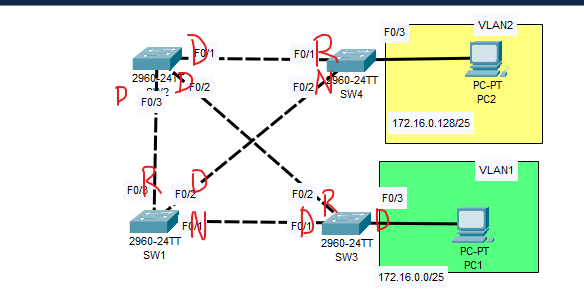 VLAN2
F0/3
D
F0/1
F0/1
R
2960-24TT
SW2
D
F0/2
F0/2
N
2960-24TT
SW4
PC-PT
PC2
D
F0/3
172.16.0.128/25
VLAN1
R
F0/3
F0/2
D
F0/2
R
F0/3
N
F0/1
D
F0/1
D
2960-24TT
SW1
2960-24TT
SW3
PC-PT
PC1
172.16.0.0/25